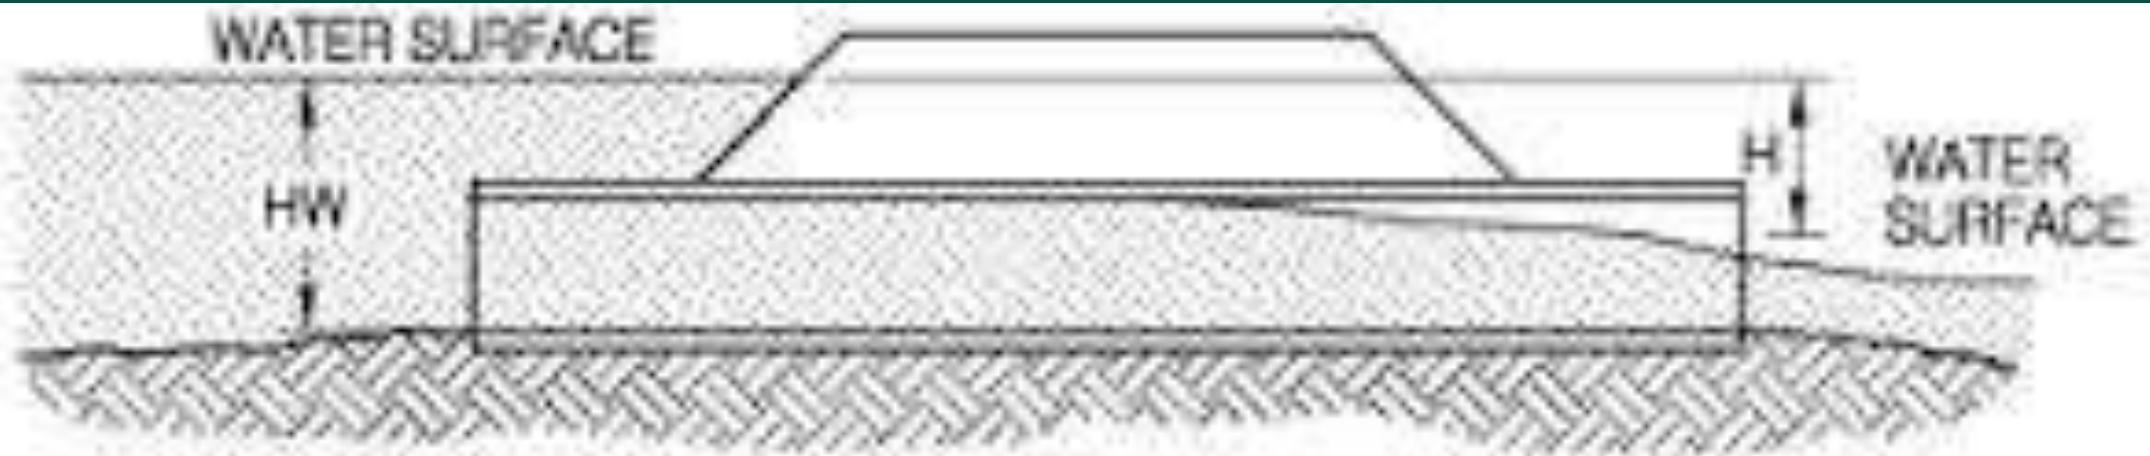 WATER SURFACE
HW
H
WATER
SURFACE